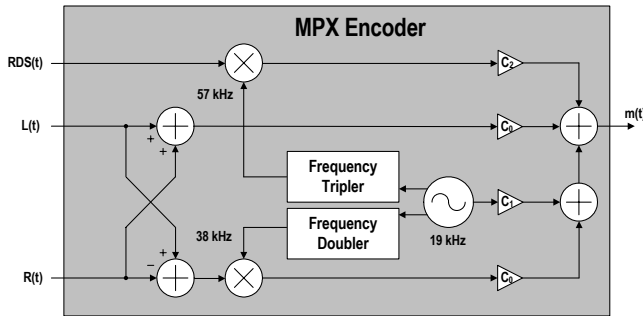 MPX Encoder
RDS(t)
57 kHz
C2
L(t)
+
+
C0
m(t)
Frequency
Tripler
C1
Frequency
Doubler
19 kHz
38 kHz
+
−
R(t)
C0